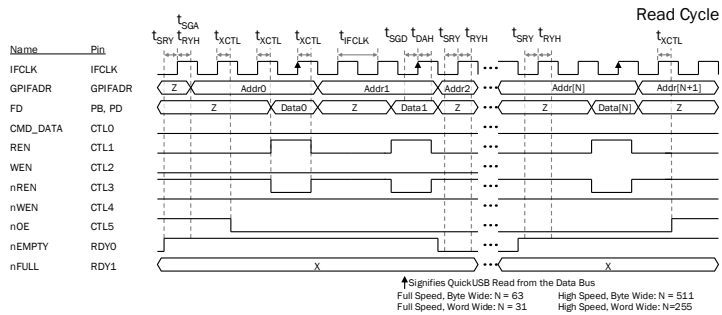 Read Cycle
tSGA
tSRY tRYH tXCTL tXCTL tXCTL tIFCLK tSGD tDAH tSRY tRYH tSRY tRYH tXCTL
Name Pin
IFCLK IFCLK
GPIFADR GPIFADR Z Addr0 Addr1 Addr2 Addr[N] Addr[N+1]
FD PB, PD Z Data0 Z Data1 Z Z Data[N] Z
CMD_DATA CTL0
REN CTL1
WEN CTL2
nREN CTL3
nWEN CTL4
nOE CTL5
nEMPTY RDY0
nFULL RDY1 X X
Signifies QuickUSB Read from the Data Bus
Full Speed, Byte Wide: N = 63 High Speed, Byte Wide: N = 511
Full Speed, Word Wide: N = 31 High Speed, Word Wide: N=255